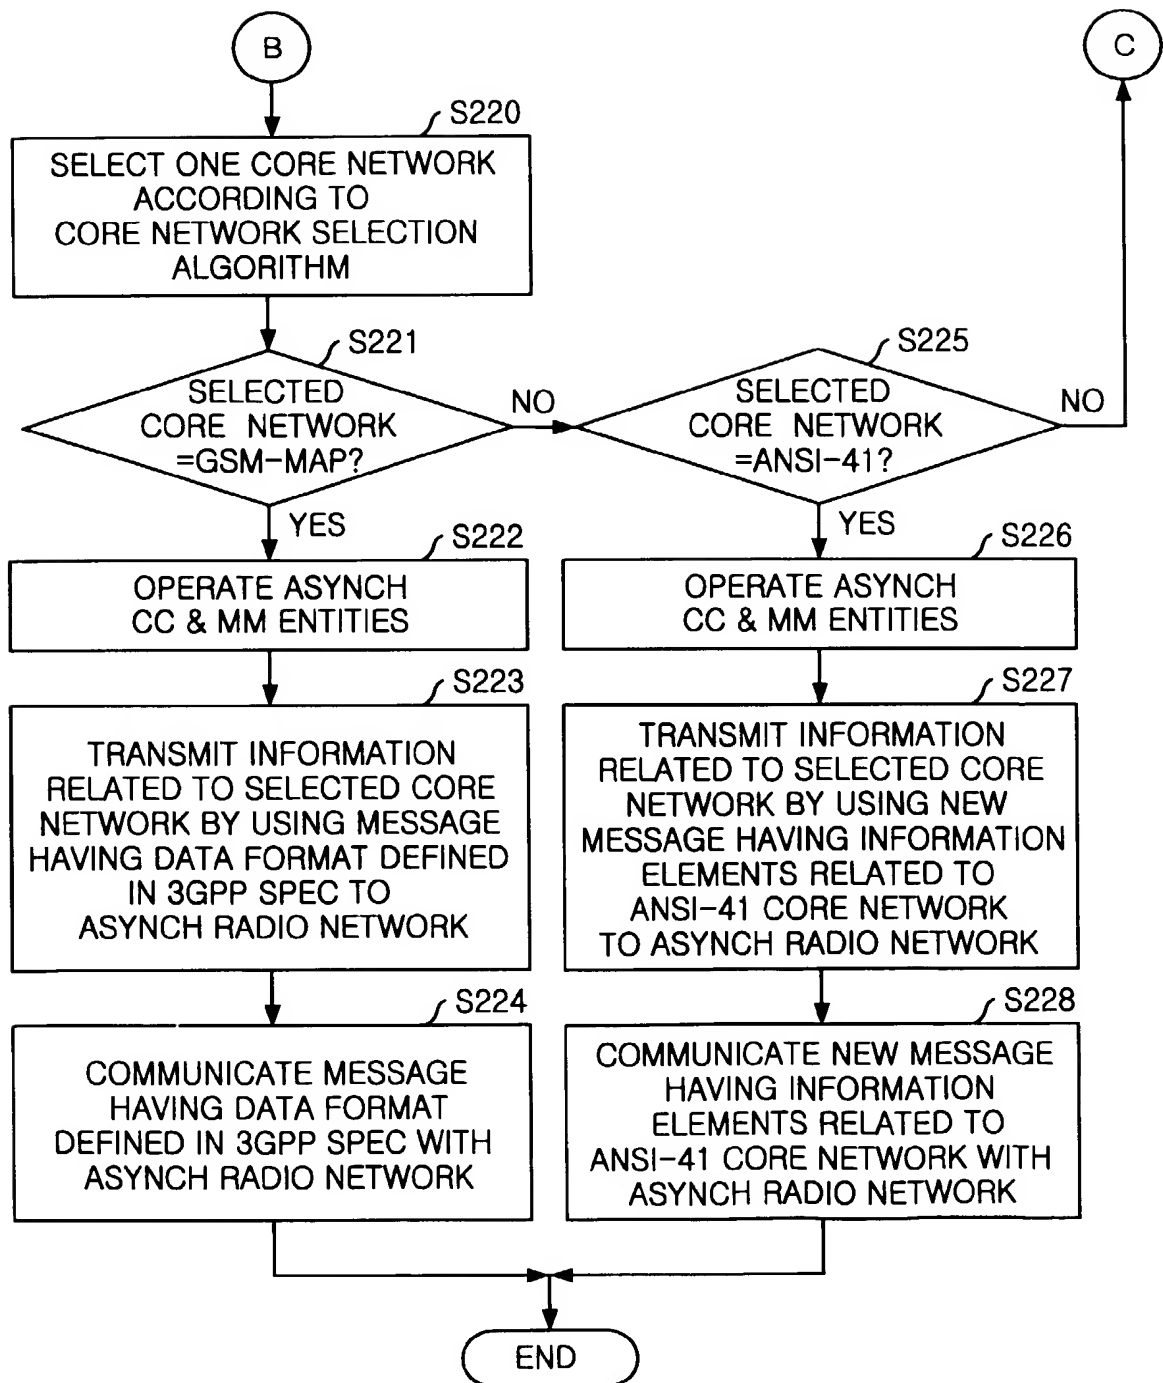 B
C
S220
SELECT ONE CORE NETWORK
ACCORDING TO
CORE NETWORK SELECTION
ALGORITHM
S221
SELECTED
CORE NETWORK
=GSM-MAP?
NO
YES
S225
SELECTED
CORE NETWORK
=ANSI-41?
NO
YES
S222
OPERATE ASYNCH
CC & MM ENTITIES
S226
OPERATE ASYNCH
CC & MM ENTITIES
S223
TRANSMIT INFORMATION
RELATED TO SELECTED CORE
NETWORK BY USING MESSAGE
HAVING DATA FORMAT DEFINED
IN 3GPP SPEC TO
ASYNCH RADIO NETWORK
S227
TRANSMIT INFORMATION
RELATED TO SELECTED CORE
NETWORK BY USING NEW
MESSAGE HAVING INFORMATION
ELEMENTS RELATED TO
ANSI-41 CORE NETWORK
TO ASYNCH RADIO NETWORK
S224
COMMUNICATE MESSAGE
HAVING DATA FORMAT
DEFINED IN 3GPP SPEC WITH
ASYNCH RADIO NETWORK
S228
COMMUNICATE NEW MESSAGE
HAVING INFORMATION
ELEMENTS RELATED TO
ANSI-41 CORE NETWORK WITH
ASYNCH RADIO NETWORK
END